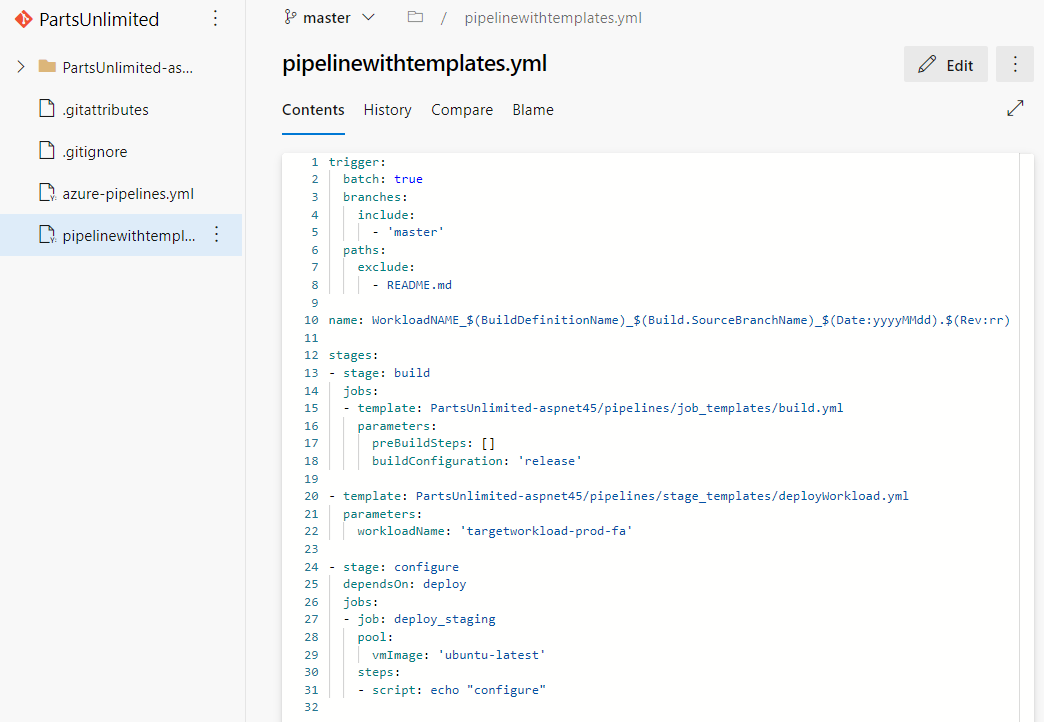 PartsUnlimited
PartsUnlimited-as...
.gitattributes
.gitignore
azure-pipelines.yml
pipelinewithtempl...
master / pipelinewithtemplates.yml
pipelinewithtemplates.yml
Edit
Contents History Compare Blame
1 trigger:
2   batch: true
3   branches:
4     include:
5       - 'master'
6   paths:
7     exclude:
8       - README.md
9
10 name: WorkloadNAME_$(BuildDefinitionName)_$(Build.SourceBranchName)_$(Date:yyyyMMdd).$(Rev:rr)
11
12 stages:
13 - stage: build
14   jobs:
15   - template: PartsUnlimited-aspnet45/pipelines/job_templates/build.yml
16     parameters:
17       preBuildSteps: []
18       buildConfiguration: 'release'
19
20 - template: PartsUnlimited-aspnet45/pipelines/stage_templates/deployWorkload.yml
21   parameters:
22     workloadName: 'targetworkload-prod-fa'
23
24 - stage: configure
25   dependsOn: deploy
26   jobs:
27   - job: deploy_staging
28     pool:
29       vmImage: 'ubuntu-latest'
30     steps:
31     - script: echo "configure"
32